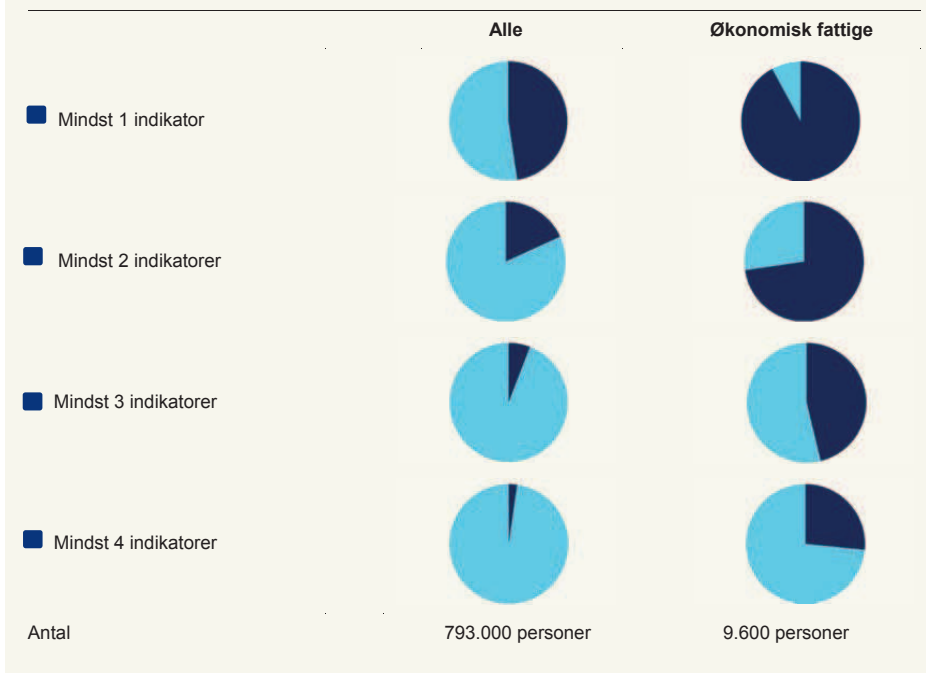 Alle Økonomisk fattige
Mindst 1 indikator
Mindst 2 indikatorer
Mindst 3 indikatorer
Mindst 4 indikatorer
Antal 793.000 personer 9.600 personer